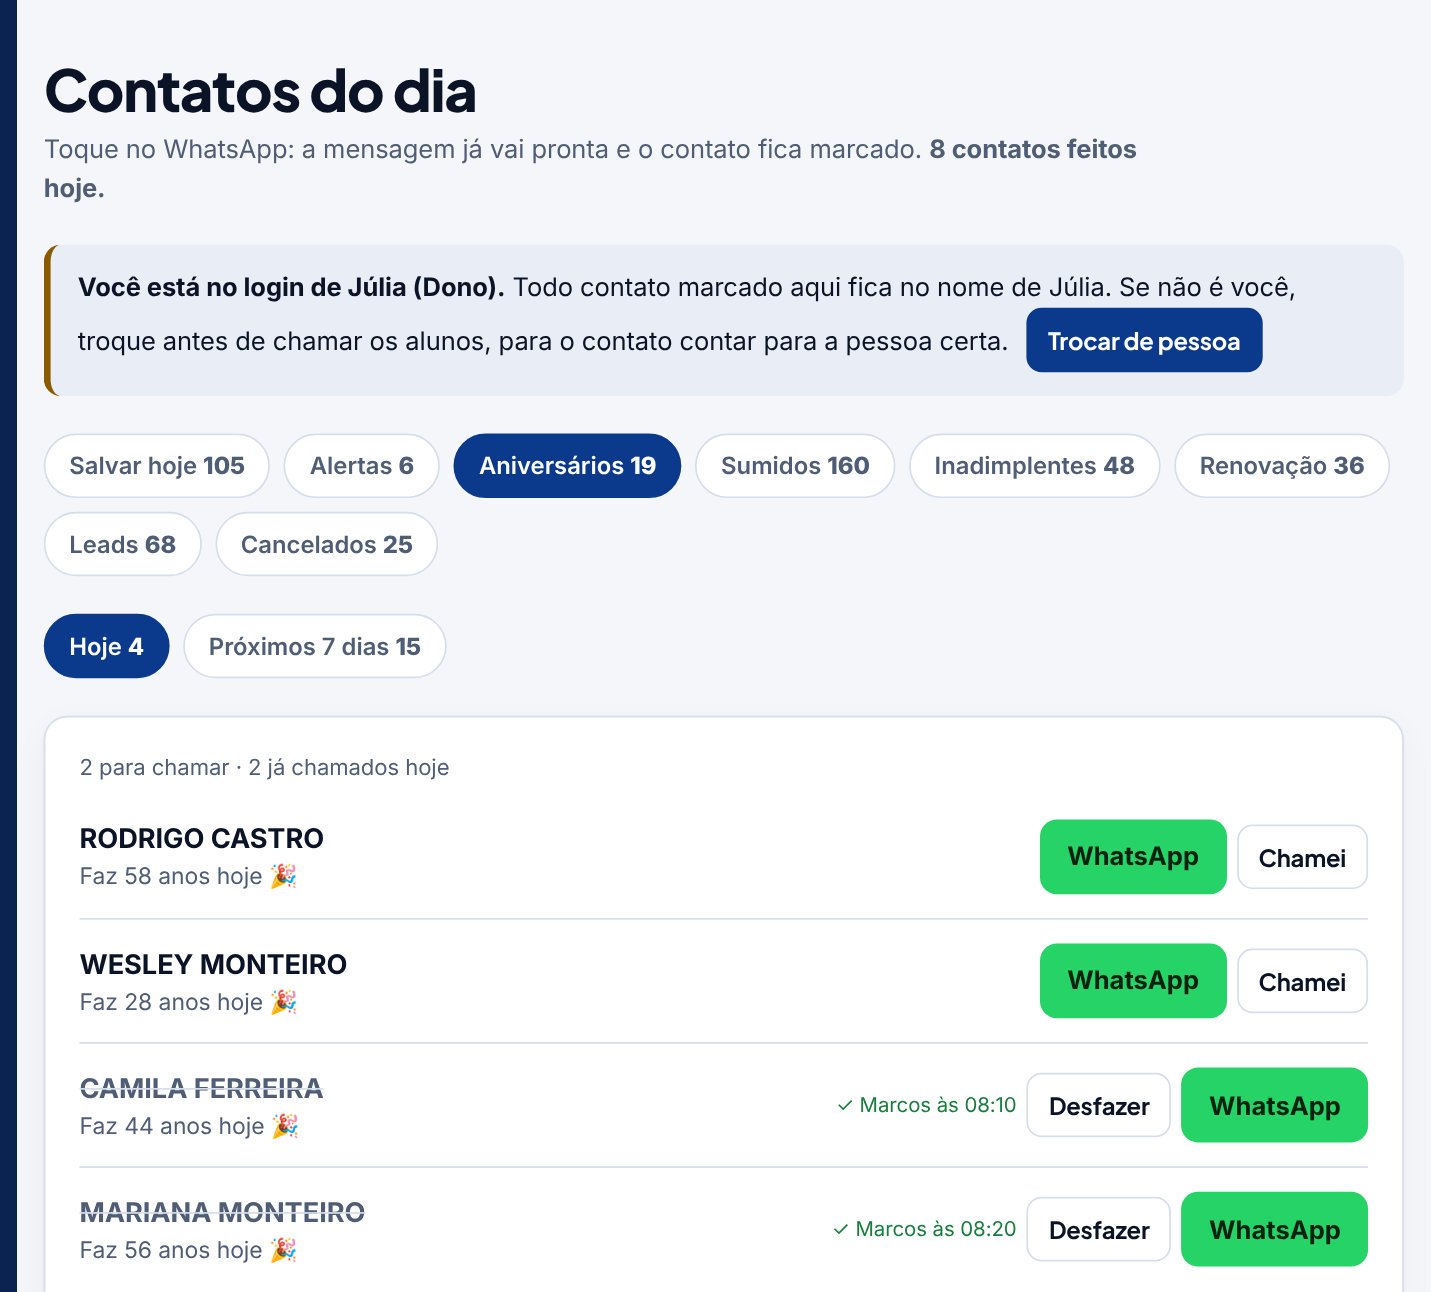 Contatos do dia
Toque no WhatsApp: a mensagem já vai pronta e o contato fica marcado. 8 contatos feitos
hoje.
Você está no login de Júlia (Dono). Todo contato marcado aqui fica no nome de Júlia. Se não é você,
troque antes de chamar os alunos, para o contato contar para a pessoa certa. Trocar de pessoa
Salvar hoje 105 Alertas 6 Aniversários 19 Sumidos 160 Inadimplentes 48 Renovação 36
Leads 68 Cancelados 25
Hoje 4 Próximos 7 dias 15
2 para chamar · 2 já chamados hoje
RODRIGO CASTRO
Faz 58 anos hoje 🎉
WhatsApp Chamei
WESLEY MONTEIRO
Faz 28 anos hoje 🎉
WhatsApp Chamei
CAMILA FERREIRA
Faz 44 anos hoje 🎉
✓ Marcos às 08:10 Desfazer WhatsApp
MARIANA MONTEIRO
Faz 56 anos hoje 🎉
✓ Marcos às 08:20 Desfazer WhatsApp